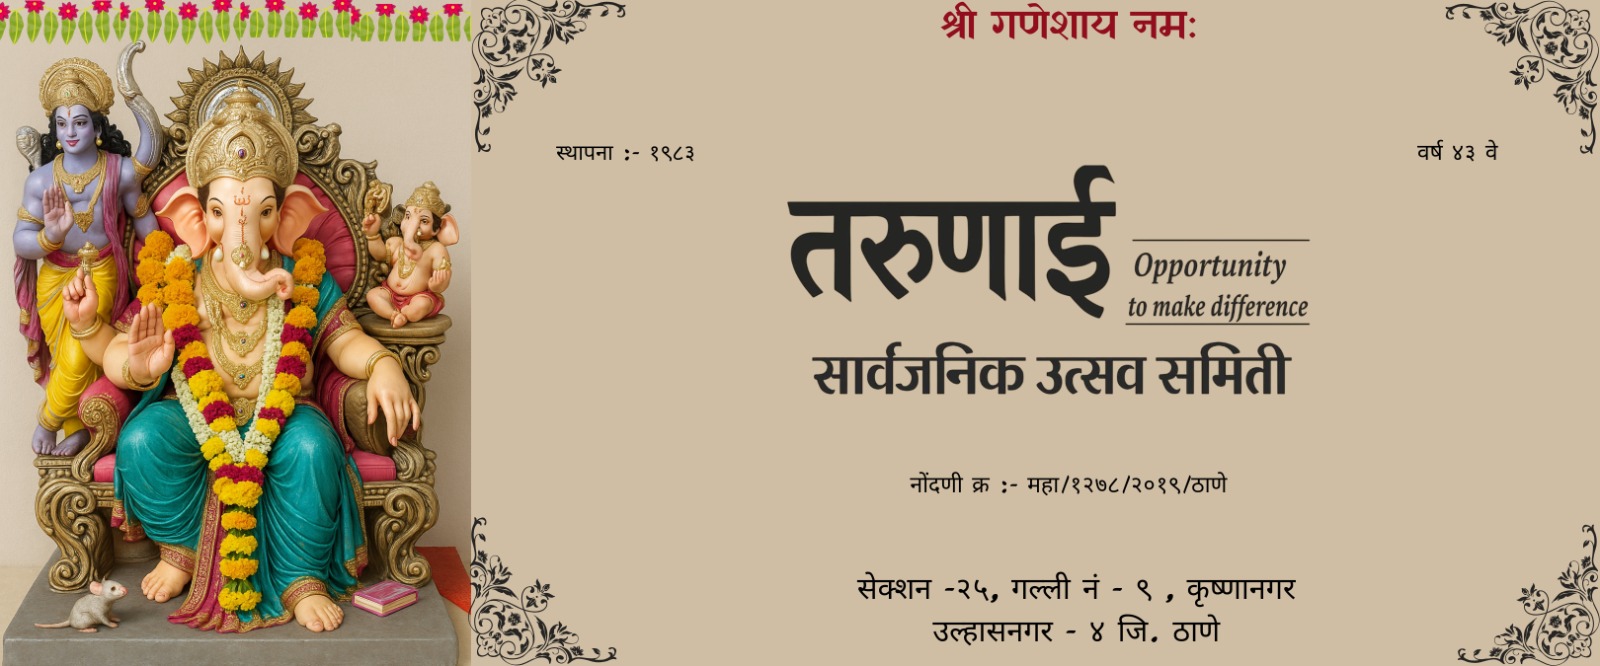 श्री गणेशाय नमः
स्थापना :- १९८३
वर्ष ४३ वे
तरुणाई
Opportunity
to make difference
सार्वजनिक उत्सव समिती
नोंदणी क्र :- महा/१२७८/२०१९/ठाणे
सेक्शन -२५, गल्ली नं - ९ , कृष्णानगर
उल्हासनगर - ४ जि. ठाणे